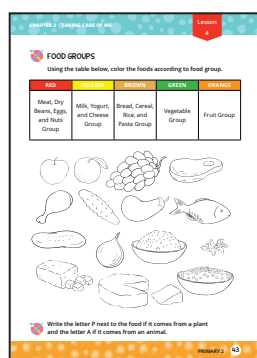 CHAPTER 2 : TAKING CARE OF ME
Lesson
4
FOOD GROUPS
Using the table below, color the foods according to food group.
RED YELLOW BROWN GREEN ORANGE
Meat, Dry Beans, Eggs, and Nuts Group
Milk, Yogurt, and Cheese Group
Bread, Cereal, Rice, and Pasta Group
Vegetable Group
Fruit Group
Write the letter P next to the food if it comes from a plant
and the letter A if it comes from an animal.
PRIMARY 2 43